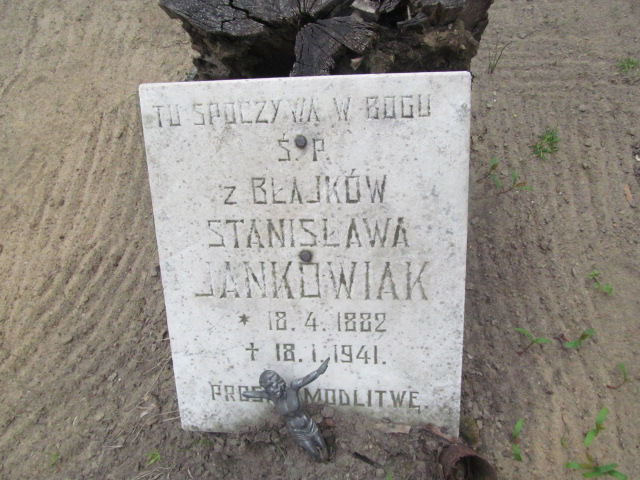 TU SPOCZYWA W BOGU
Ś. P.
z BŁAJKÓW
STANISŁAWA
JANKOWIAK
* 18. 4. 1882
+ 18. 1. 1941.
MODLITWĘ